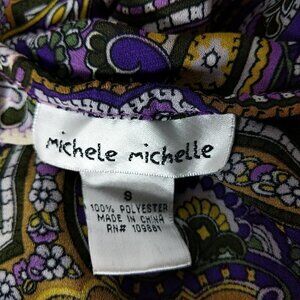 michele michelle
S
100% POLYESTER
MADE IN CHINA
RN# 109881